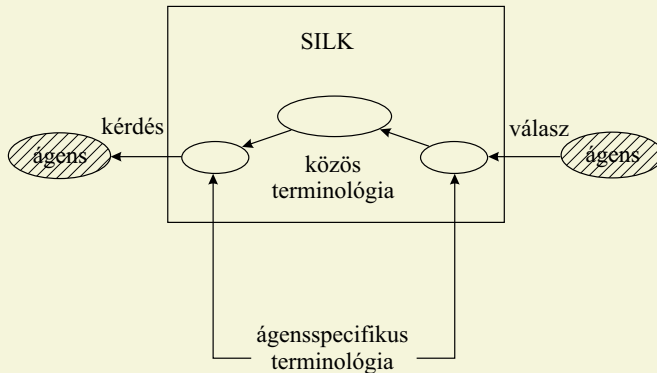 SILK
kérdés
válasz
ágens
ágens
közös
terminológia
ágensspecifikus
terminológia